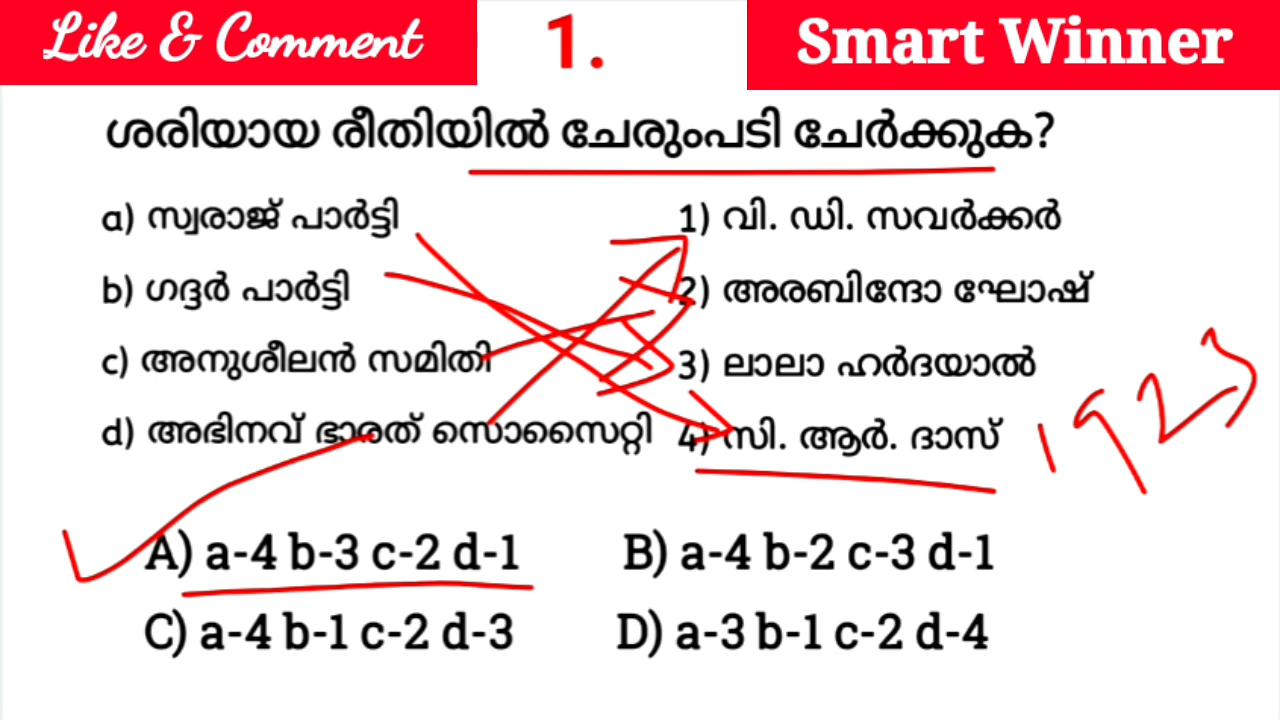 Like & Comment 1. Smart Winner
ശരിയായ രീതിയിൽ ചേരുംപടി ചേർക്കുക?
a) സ്വരാജ് പാർട്ടി 1) വി. ഡി. സവർക്കർ
b) ഗദ്ദർ പാർട്ടി 2) അരബിന്ദോ ഘോഷ്
c) അനുശീലൻ സമിതി 3) ലാലാ ഹർദയാൽ
d) അഭിനവ് ഭാരത് സൊസൈറ്റി 4) സി. ആർ. ദാസ് 1923
A) a-4 b-3 c-2 d-1 B) a-4 b-2 c-3 d-1
C) a-4 b-1 c-2 d-3 D) a-3 b-1 c-2 d-4